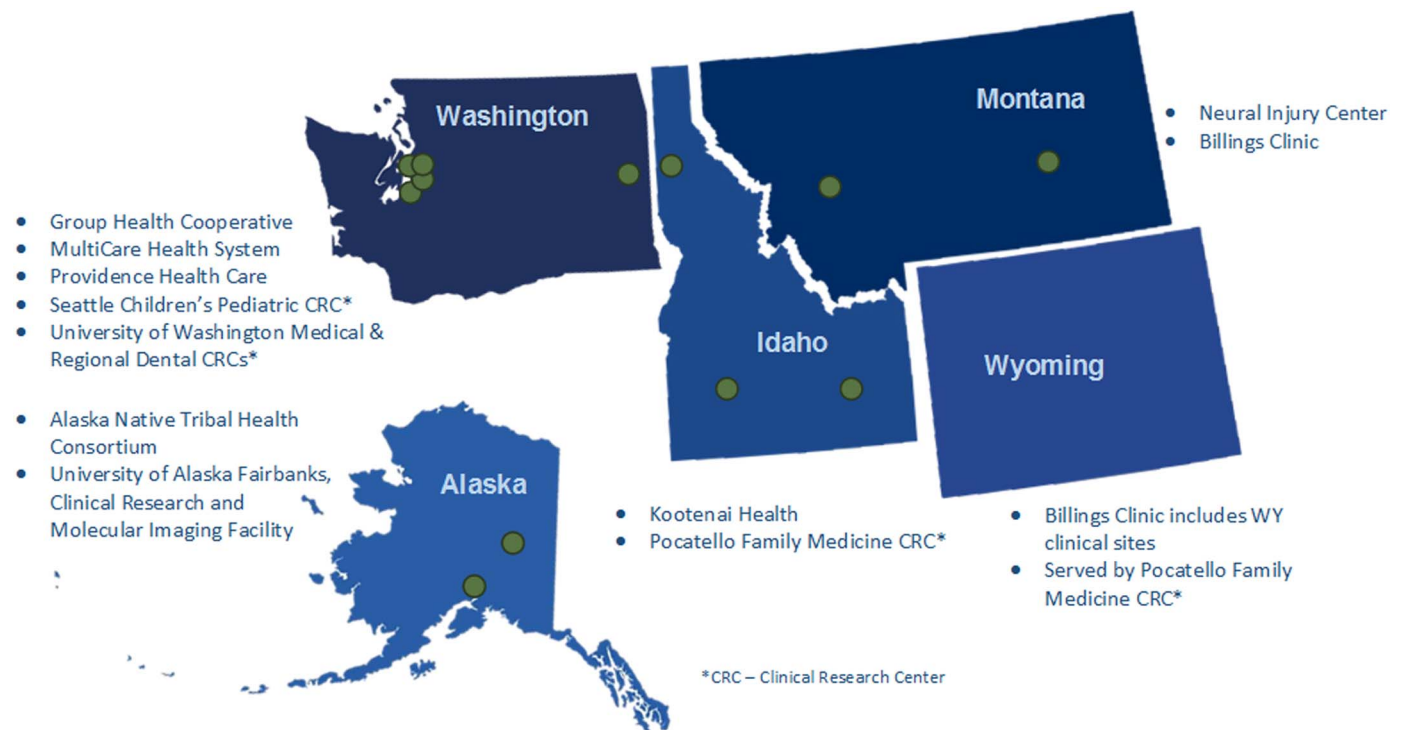 Washington
Montana
• Neural Injury Center
• Billings Clinic
• Group Health Cooperative
• MultiCare Health System
• Providence Health Care
• Seattle Children's Pediatric CRC*
• University of Washington Medical &
Regional Dental CRCs*
Idaho
Wyoming
• Alaska Native Tribal Health
Consortium
• University of Alaska Fairbanks,
Clinical Research and
Molecular Imaging Facility
Alaska
• Kootenai Health
• Pocatello Family Medicine CRC*
• Billings Clinic includes WY
clinical sites
• Served by Pocatello Family
Medicine CRC*
*CRC – Clinical Research Center